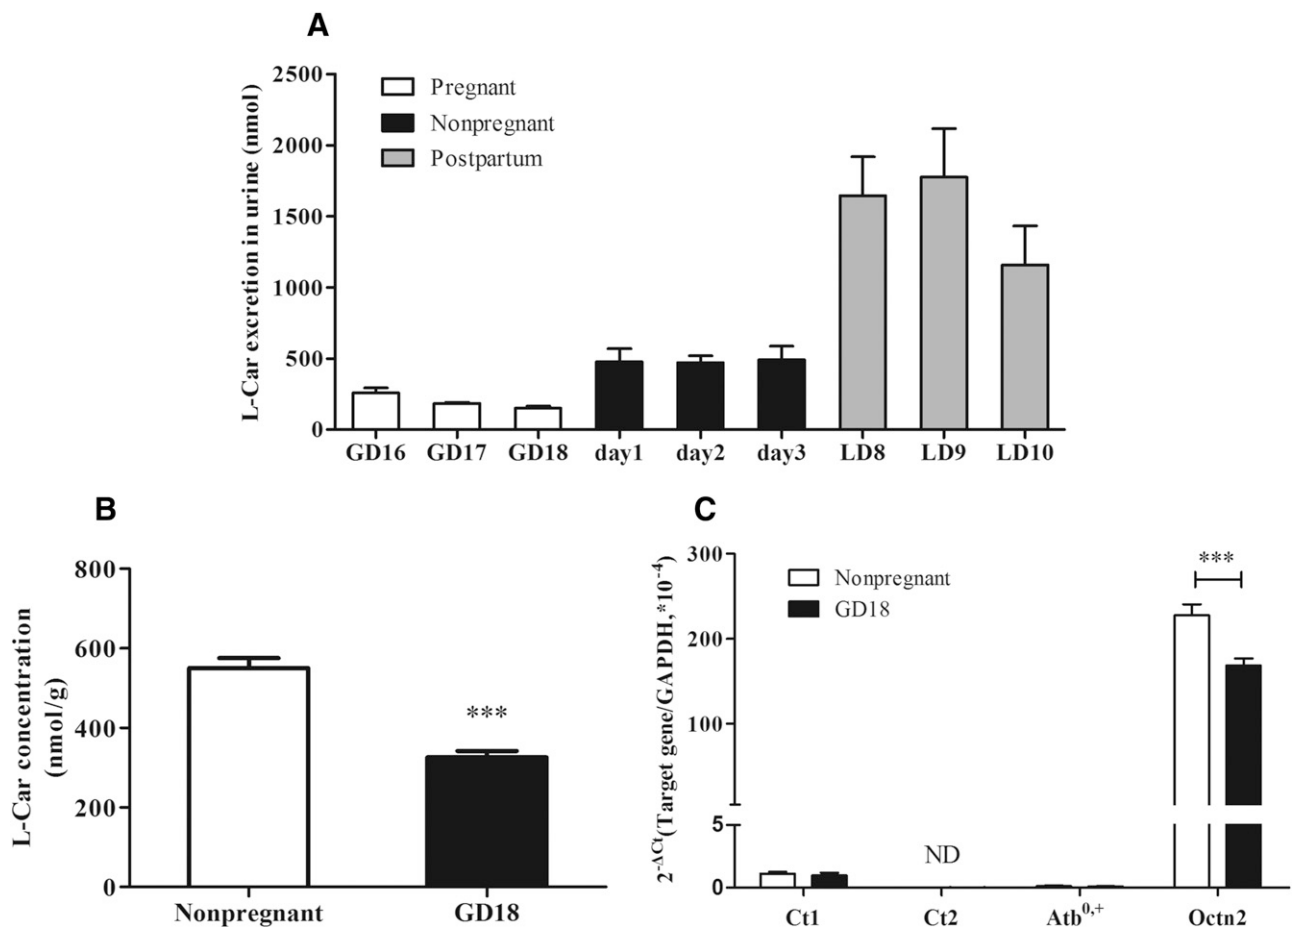 A
L-Car excretion in urine (nmol)
2500
2000
1500
1000
500
0
Pregnant
Nonpregnant
Postpartum
GD16 GD17 GD18 day1 day2 day3 LD8 LD9 LD10
B
L-Car concentration
(nmol/g)
800
600
400
200
0
***
Nonpregnant GD18
C
2^-ΔCt(Target gene/GAPDH,*10^-4)
300
200
100
5
0
Nonpregnant
GD18
***
ND
Ct1 Ct2 Atb^0,+ Octn2